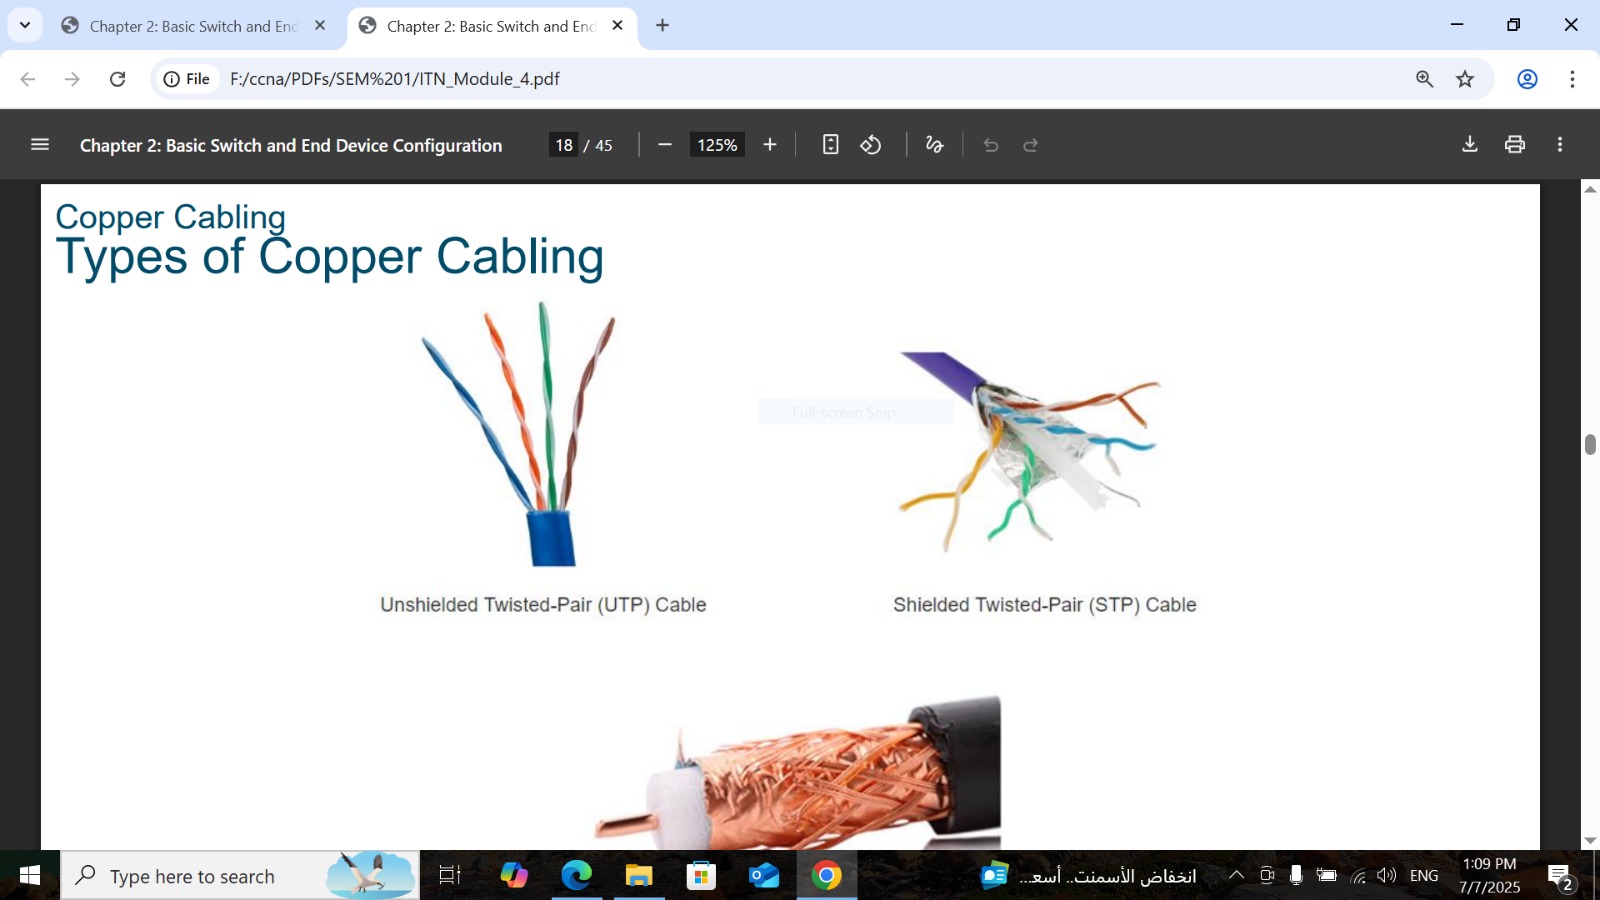 Chapter 2: Basic Switch and End
Chapter 2: Basic Switch and End
File
F:/ccna/PDFs/SEM%201/ITN_Module_4.pdf
Chapter 2: Basic Switch and End Device Configuration
18 / 45
125%
Copper Cabling
Types of Copper Cabling
Full-screen Snip
Unshielded Twisted-Pair (UTP) Cable
Shielded Twisted-Pair (STP) Cable
Type here to search
انخفاض الأسمنت.. أسعـ...
ENG
1:09 PM
7/7/2025
2